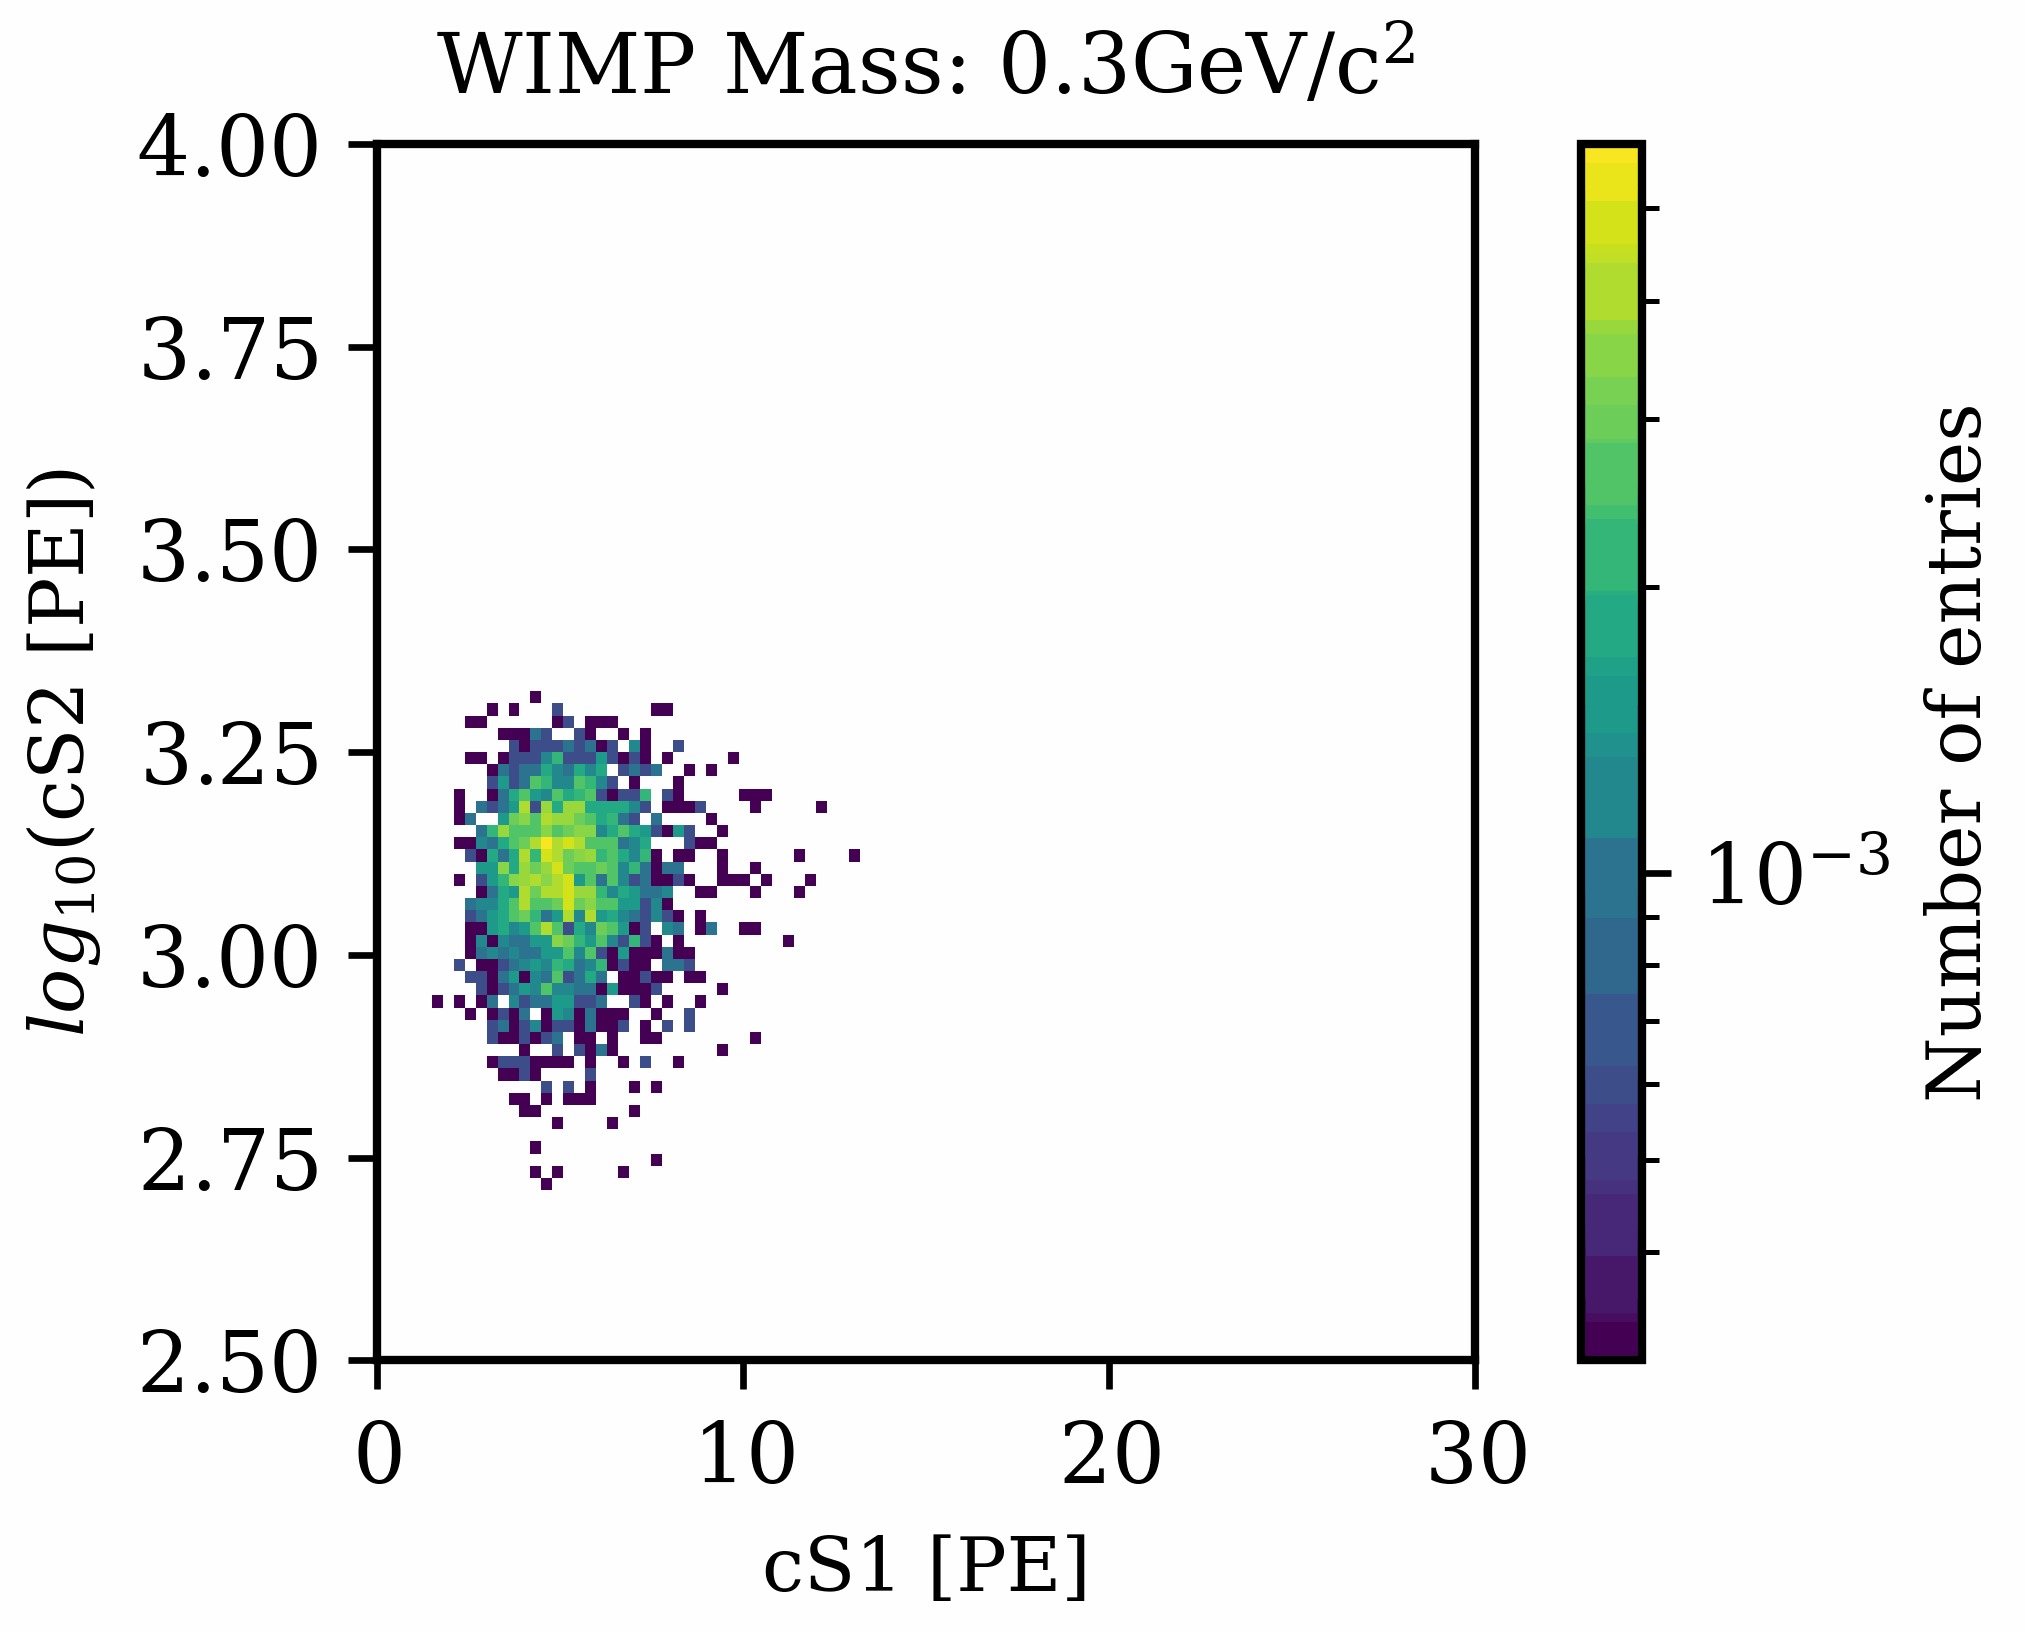 WIMP Mass: 0.3GeV/c²
4.00
3.75
3.50
3.25
3.00
2.75
2.50
log₁₀(cS2 [PE])
0 10 20 30
cS1 [PE]
10⁻³
Number of entries